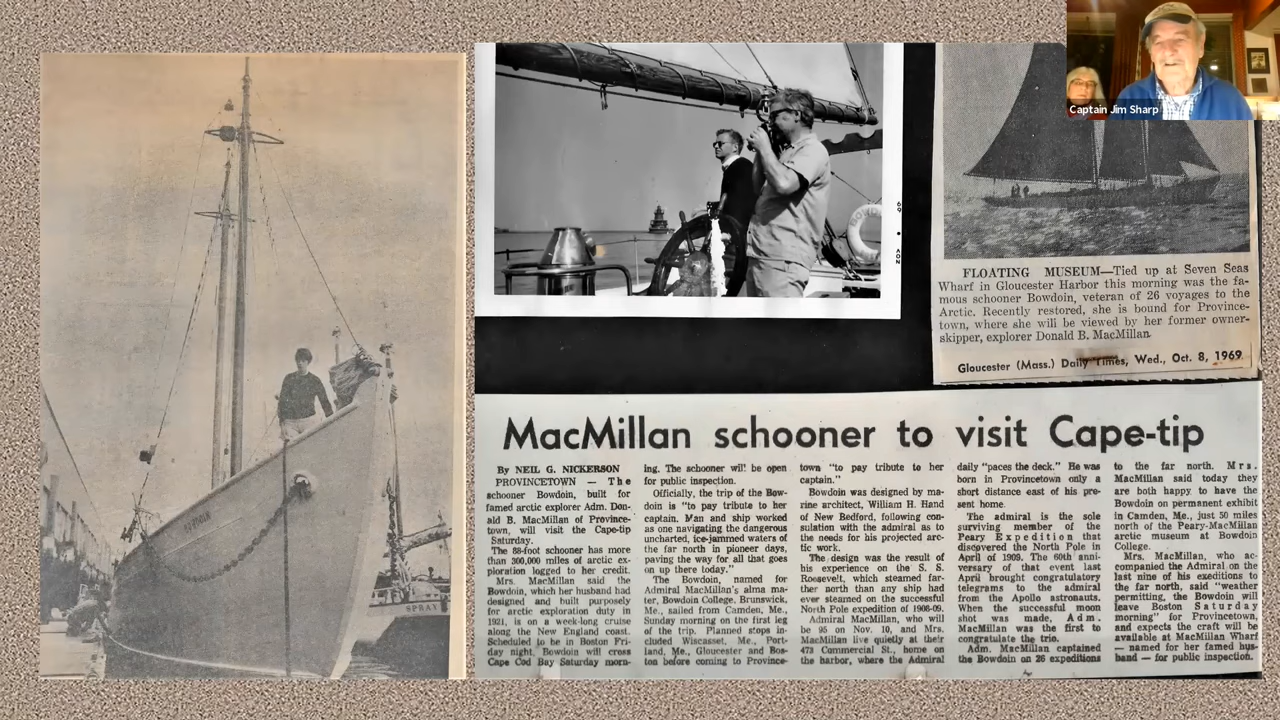 Captain Jim Sharp
BOWDOIN
SPRAY
FLOATING MUSEUM—Tied up at Seven Seas
Wharf in Gloucester Harbor this morning was the fa-
mous schooner Bowdoin, veteran of 26 voyages to the
Arctic. Recently restored, she is bound for Province-
town, where she will be viewed by her former owner-
skipper, explorer Donald B. MacMillan.
Gloucester (Mass.) Daily Times, Wed., Oct. 8, 1969
MacMillan schooner to visit Cape-tip
By NEIL G. NICKERSON
PROVINCETOWN — The
schooner Bowdoin, built for
famed arctic explorer Adm. Don-
ald B. MacMillan of Province-
town, will visit the Cape-tip
Saturday.
The 88-foot schooner has more
than 300,000 miles of arctic ex-
ploration logged to her credit.
Mrs. MacMillan said the
Bowdoin, which her husband had
designed and built purposely
for arctic exploration duty in
1921, is on a week-long cruise
along the New England coast.
Scheduled to be in Boston Fri-
day night, Bowdoin will cross
Cape Cod Bay Saturday morn-
ing. The schooner will be open
for public inspection.
Officially, the trip of the Bow-
doin is "to pay tribute to her
captain. Man and ship worked
as one navigating the dangerous
uncharted, ice-jammed waters of
the far north in pioneer days,
paving the way for all that goes
on up there today."
The Bowdoin, named for
Admiral MacMillan's alma ma-
ter, Bowdoin College, Brunswick,
Me., sailed from Camden, Me.,
Sunday morning on the first leg
of the trip. Planned stops in-
cluded Wiscasset, Me., Port-
land, Me., Gloucester and Bos-
ton before coming to Province-
town "to pay tribute to her
captain."
Bowdoin was designed by ma-
rine architect, William H. Hand
of New Bedford, following con-
sulation with the admiral as to
the needs for his projected arc-
tic work.
The design was the result of
his experience on the S. S.
Roosevelt, which steamed far-
ther north than any ship had
ever steamed on the successful
North Pole expedition of 1908-09.
Admiral MacMillan, who will
be 95 on Nov. 10, and Mrs.
MacMillan live quietly at their
473 Commercial St., home on
the harbor, where the Admiral
daily "paces the deck." He was
born in Provincetown only a
short distance east of his pre-
sent home.
The admiral is the sole
surviving member of the
Peary Expedition that
discovered the North Pole in
April of 1909. The 60th anni-
versary of that event last
April brought congratulatory
telegrams to the admiral
from the Apollo astronauts.
When the successful moon
shot was made, Adm.
MacMillan was the first to
congratulate the trio.
Adm. MacMillan captained
the Bowdoin on 26 expeditions
to the far north. Mrs.
MacMillan said today they
are both happy to have the
Bowdoin on permanent exhibit
in Camden, Me., just 50 miles
north of the Peary-MacMillan
arctic museum at Bowdoin
College.
Mrs. MacMillan, who ac-
companied the Admiral on the
last nine of his exeditions to
the far north, said "weather
permitting, the Bowdoin will
leave Boston Saturday
morning" for Provincetown,
and expects the craft will be
available at MacMillan Wharf
— named for her famed hus-
band — for public inspection.